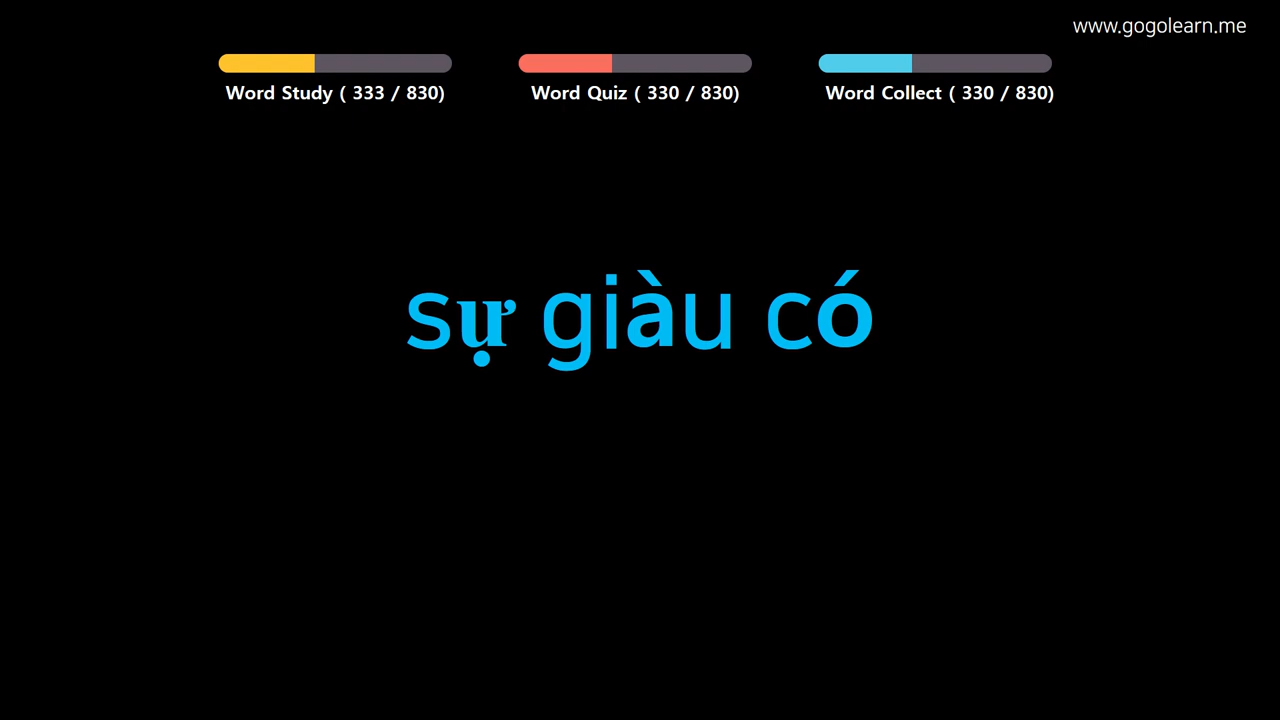 www.gogolearn.me
Word Study ( 333 / 830)
Word Quiz ( 330 / 830)
Word Collect ( 330 / 830)
sự giàu có